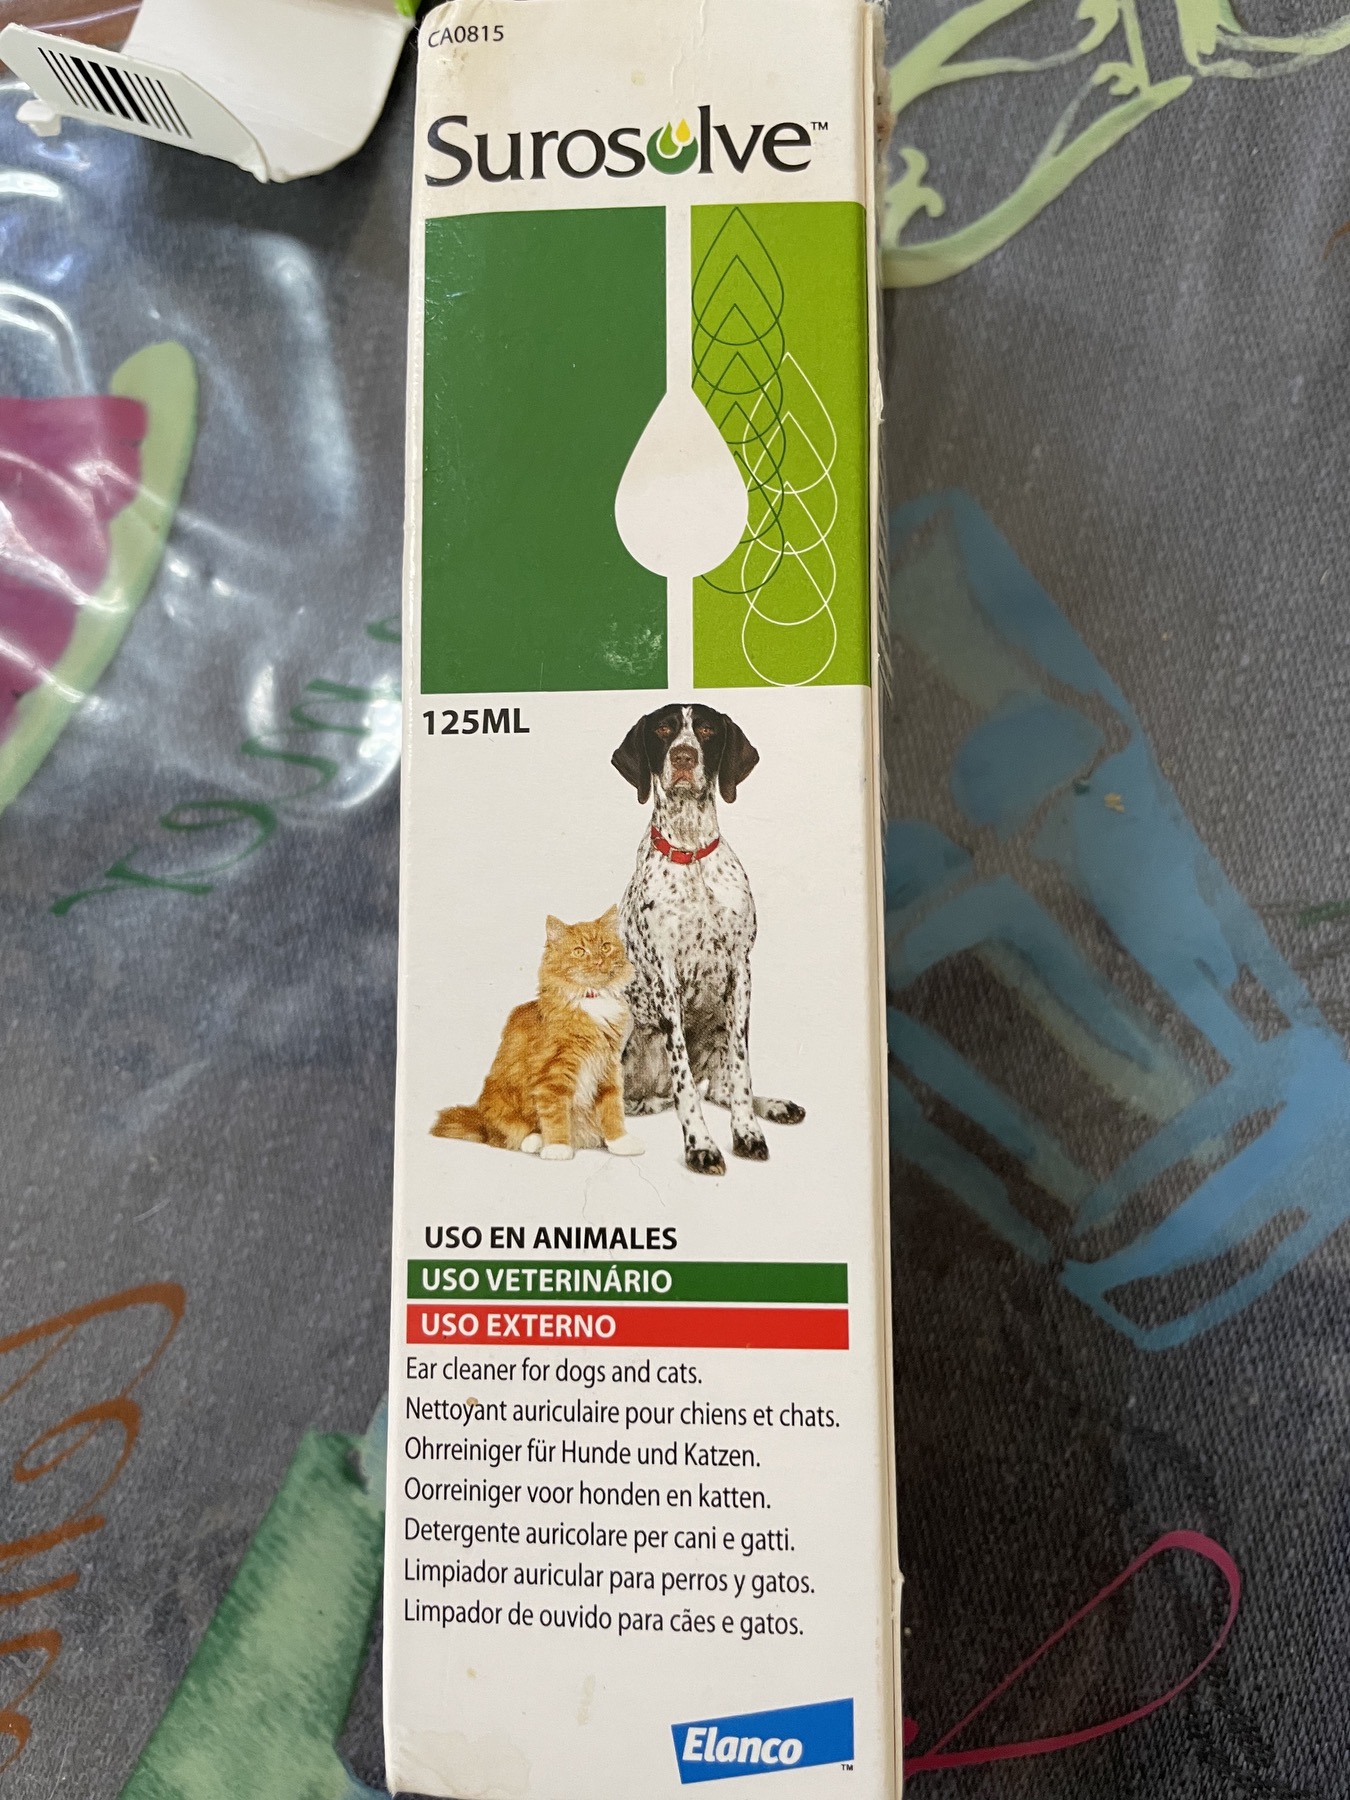 CA0815
Surosolve™
125ML
USO EN ANIMALES
USO VETERINÁRIO
USO EXTERNO
Ear cleaner for dogs and cats.
Nettoyant auriculaire pour chiens et chats.
Ohrreiniger für Hunde und Katzen.
Oorreiniger voor honden en katten.
Detergente auricolare per cani e gatti.
Limpiador auricular para perros y gatos.
Limpador de ouvido para cães e gatos.
Elanco™